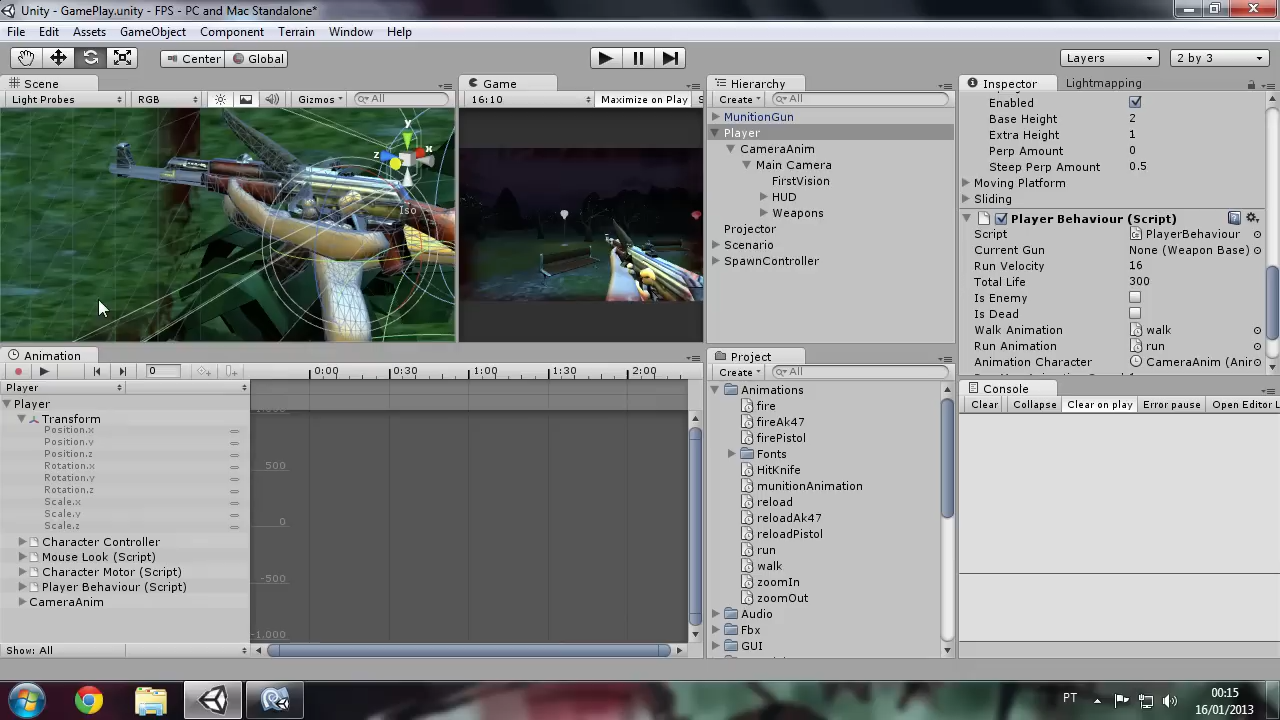 Unity - GamePlay.unity - FPS - PC and Mac Standalone*
File Edit Assets GameObject Component Terrain Window Help
Center Global Layers 2 by 3
Scene
Light Probes RGB Gizmos All
y
z x
Iso
Game
16:10 Maximize on Play S
Hierarchy
Create All
MunitionGun
Player
CameraAnim
Main Camera
FirstVision
HUD
Weapons
Projector
Scenario
SpawnController
Inspector Lightmapping
Enabled
Base Height 2
Extra Height 1
Perp Amount 0
Steep Perp Amount 0.5
Moving Platform
Sliding
Player Behaviour (Script)
Script PlayerBehaviour
Current Gun None (Weapon Base)
Run Velocity 16
Total Life 300
Is Enemy
Is Dead
Walk Animation walk
Run Animation run
Animation Character CameraAnim (Anir
Animation
0 0:00 0:30 1:00 1:30 2:00
Player
Player
Transform
Position.x
Position.y
Position.z
Rotation.x
Rotation.y
Rotation.z
Scale.x
Scale.y
Scale.z
Character Controller
Mouse Look (Script)
Character Motor (Script)
Player Behaviour (Script)
CameraAnim
Show: All
500
0
-500
-1,000
Project
Create All
Animations
fire
fireAk47
firePistol
Fonts
HitKnife
munitionAnimation
reload
reloadAk47
reloadPistol
run
walk
zoomIn
zoomOut
Audio
Fbx
GUI
Console
Clear Collapse Clear on play Error pause Open Editor L
PT 00:15
16/01/2013